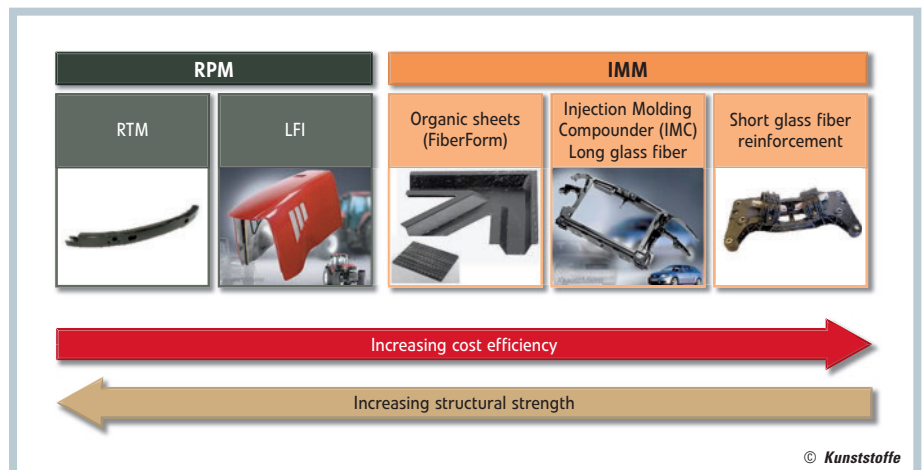 RPM
IMM
RTM
LFI
Organic sheets
(FiberForm)
Injection Molding
Compounder (IMC)
Long glass fiber
Short glass fiber
reinforcement
Increasing cost efficiency
Increasing structural strength
© Kunststoffe